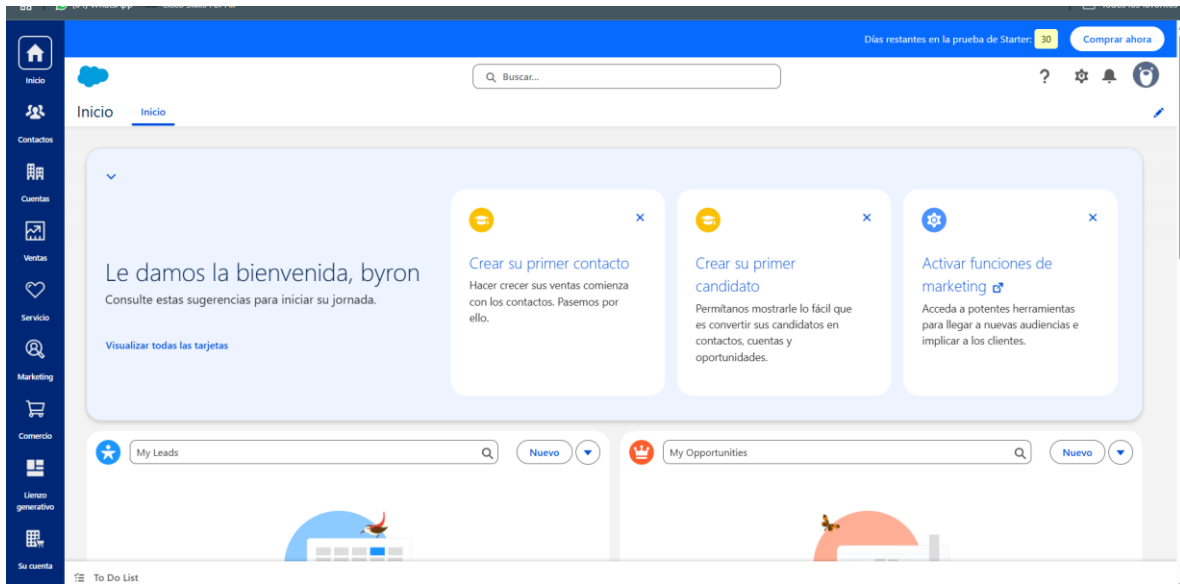 Días restantes en la prueba de Starter: 30
Comprar ahora
Inicio
Buscar...
Inicio
Inicio
Contactos
Cuentas
Ventas
Servicio
Marketing
Comercio
Lienzo
generativo
Su cuenta
Le damos la bienvenida, byron
Consulte estas sugerencias para iniciar su jornada.
Visualizar todas las tarjetas
Crear su primer contacto
Hacer crecer sus ventas comienza
con los contactos. Pasemos por
ello.
Crear su primer
candidato
Permítanos mostrarle lo fácil que
es convertir sus candidatos en
contactos, cuentas y
oportunidades.
Activar funciones de
marketing
Acceda a potentes herramientas
para llegar a nuevas audiencias e
implicar a los clientes.
My Leads
Nuevo
My Opportunities
Nuevo
To Do List